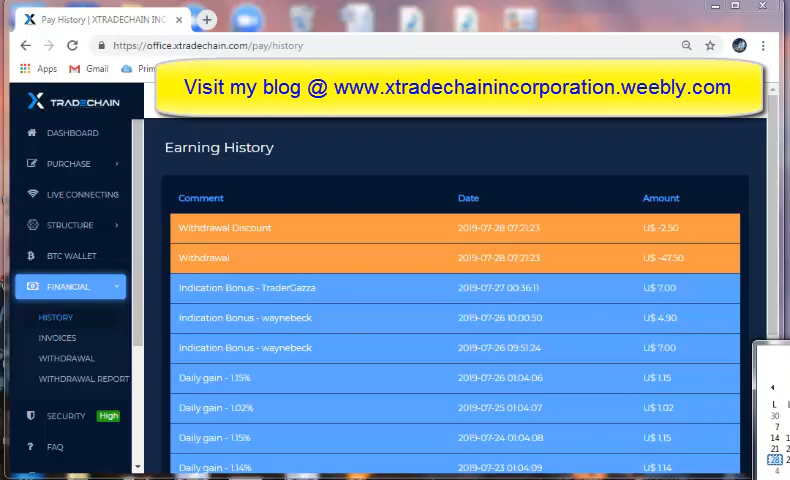 Pay History | XTRADECHAIN INC
https://office.xtradechain.com/pay/history
Apps
Gmail
Prim
Visit my blog @ www.xtradechainincorporation.weebly.com
X TRADECHAIN
DASHBOARD
PURCHASE
LIVE CONNECTING
STRUCTURE
BTC WALLET
FINANCIAL
HISTORY
INVOICES
WITHDRAWAL
WITHDRAWAL REPORT
SECURITY High
FAQ
Earning History
Comment Date Amount
Withdrawal Discount 2019-07-28 07:21:23 U$ -2.50
Withdrawal 2019-07-28 07:21:23 U$ -47.50
Indication Bonus - TraderGazza 2019-07-27 00:36:11 U$ 7.00
Indication Bonus - waynebeck 2019-07-26 10:00:50 U$ 4.90
Indication Bonus - waynebeck 2019-07-26 09:51:24 U$ 7.00
Daily gain - 1.15% 2019-07-26 01:04:06 U$ 1.15
Daily gain - 1.02% 2019-07-25 01:04:07 U$ 1.02
Daily gain - 1.15% 2019-07-24 01:04:08 U$ 1.15
Daily gain - 1.14% 2019-07-23 01:04:09 U$ 1.14
L
30
7
14
21
28
4